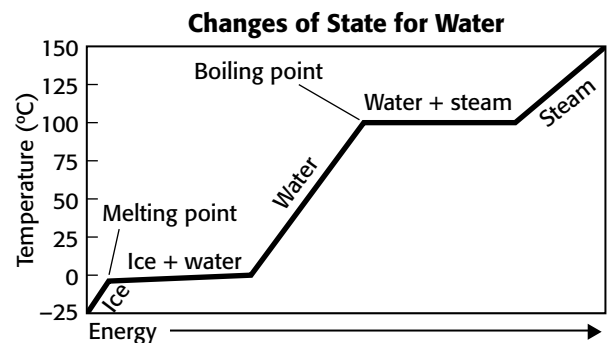 Changes of State for Water
Temperature (ºC)
150
125
100
75
50
25
0
–25
Boiling point
Water + steam
Steam
Water
Melting point
Ice + water
Ice
Energy